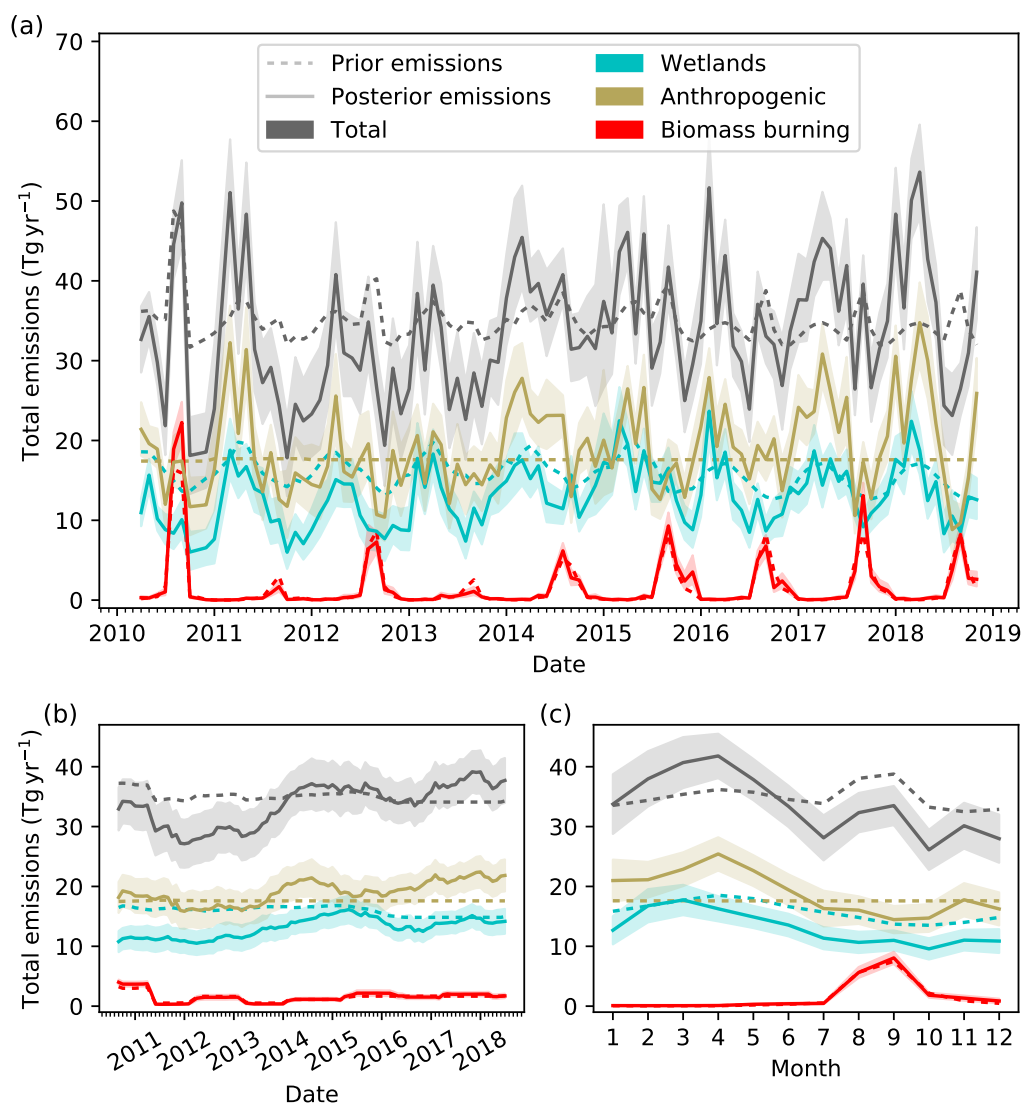 (a)
Total emissions (Tg yr⁻¹)
70
60
50
40
30
20
10
0
Prior emissions
Posterior emissions
Total
Wetlands
Anthropogenic
Biomass burning
2010 2011 2012 2013 2014 2015 2016 2017 2018 2019
Date
(b)
Total emissions (Tg yr⁻¹)
40
30
20
10
0
2011 2012 2013 2014 2015 2016 2017 2018
Date
(c)
40
30
20
10
0
1 2 3 4 5 6 7 8 9 10 11 12
Month